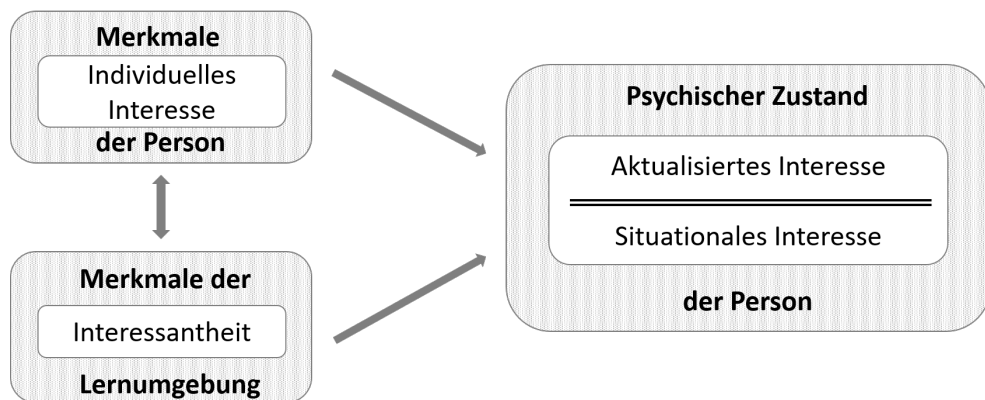 Merkmale
Individuelles
Interesse
der Person
Merkmale der
Interessantheit
Lernumgebung
Psychischer Zustand
Aktualisiertes Interesse
Situationales Interesse
der Person